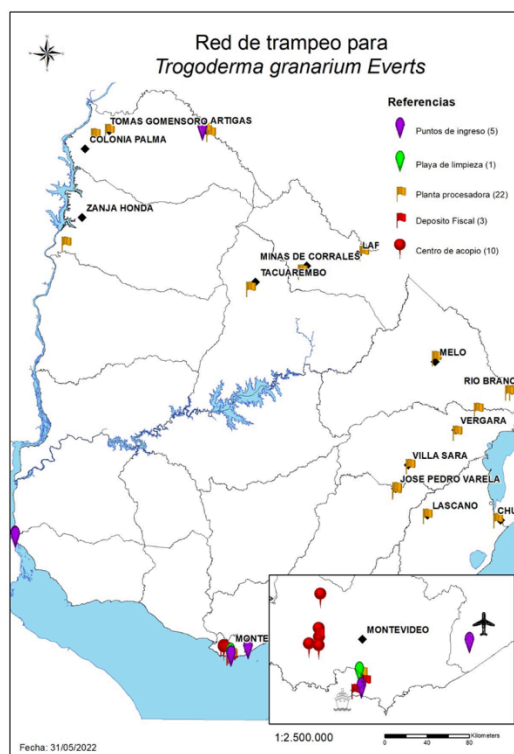 Red de trampeo para
Trogoderma granarium Everts
Referencias
Puntos de ingreso (5)
Playa de limpieza (1)
Planta procesadora (22)
Deposito Fiscal (3)
Centro de acopio (10)
TOMAS GOMENSORO
ARTIGAS
COLONIA PALMA
ZANJA HONDA
MINAS DE CORRALES
LAF
TACUAREMBO
MELO
RIO BRANC
VERGARA
VILLA SARA
JOSE PEDRO VARELA
LASCANO
CHU
MONTE
MONTEVIDEO
1:2.500.000
Kilometers
0 20 40 80
Fecha: 31/05/2022